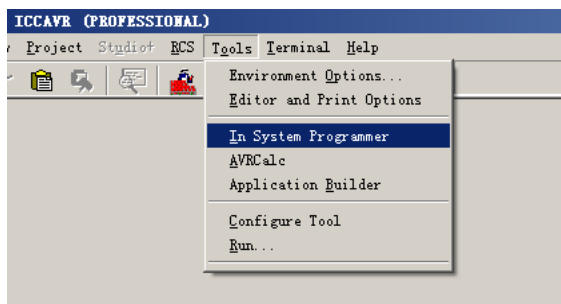 ICCAVR (PROFESSIONAL)
Project Studio+ RCS Tools Terminal Help
Environment Options...
Editor and Print Options
In System Programmer
AVRCalc
Application Builder
Configure Tool
Run...